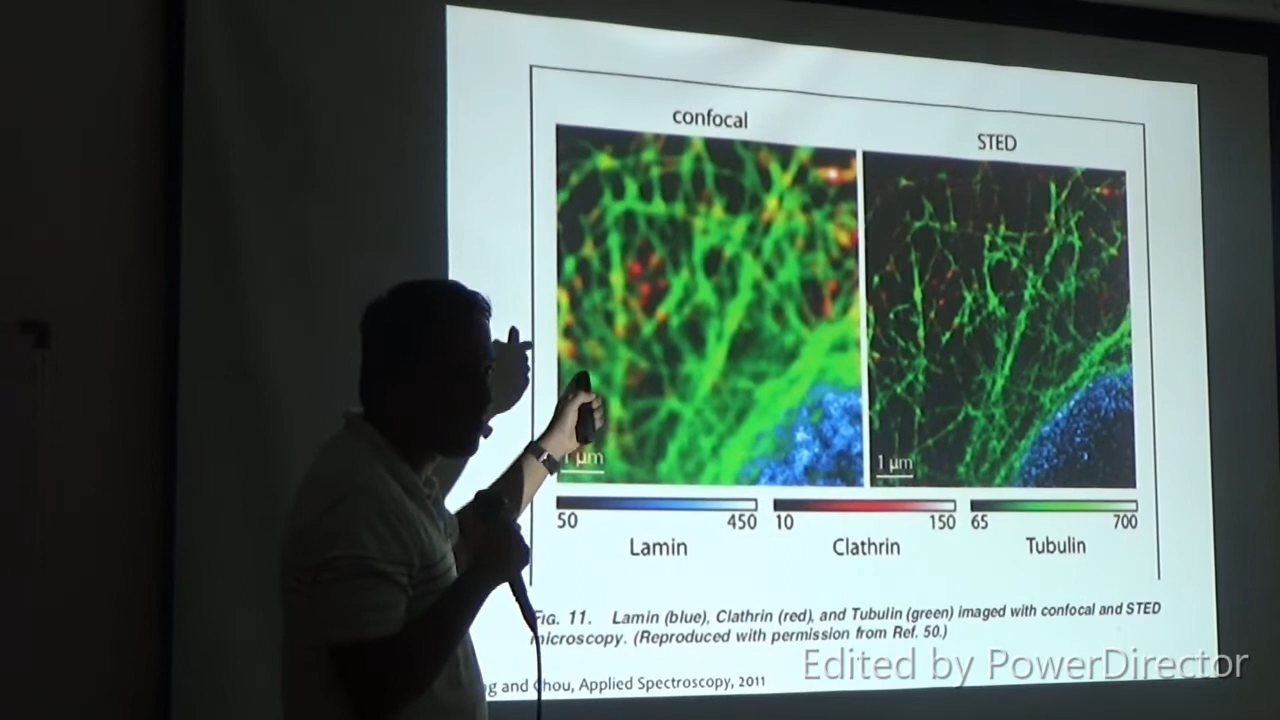 confocal
STED
1 μm
1 μm
50 450 10 150 65 700
Lamin Clathrin Tubulin
FIG. 11. Lamin (blue), Clathrin (red), and Tubulin (green) imaged with confocal and STED
microscopy. (Reproduced with permission from Ref. 50.)
Edited by PowerDirector
and Chou, Applied Spectroscopy, 2011